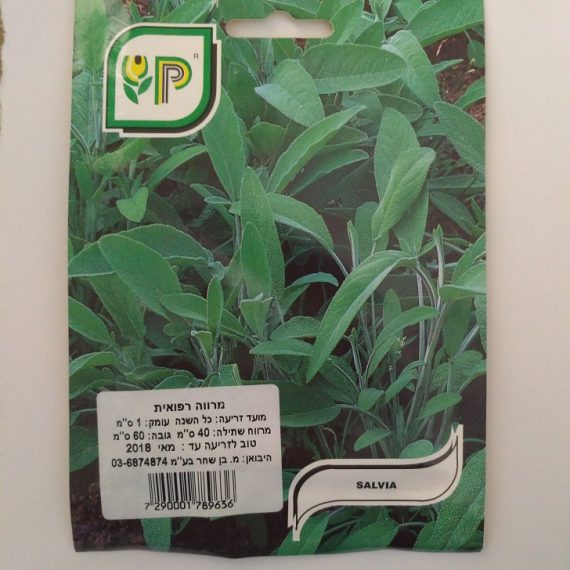 P
R
מרווה רפואית
מועד זריעה: כל השנה עומק: 1 ס"מ
מרווח שתילה: 40 ס"מ גובה: 60 ס"מ
טוב לזריעה עד : מאי 2018
היבואן: מ. בן שחר בע"מ 03-6874874
7 290001 789636
SALVIA